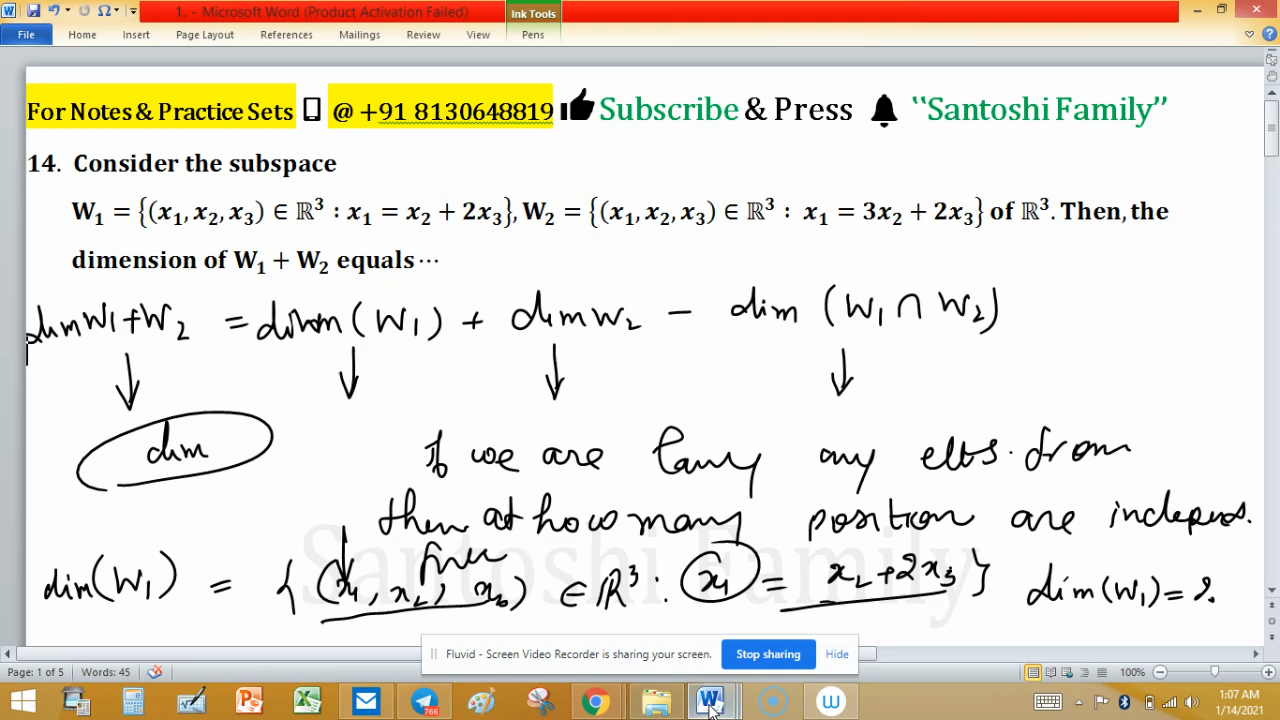 1. - Microsoft Word (Product Activation Failed)
Ink Tools
File Home Insert Page Layout References Mailings Review View Pens
For Notes & Practice Sets @ +91 8130648819 Subscribe & Press ‘‘Santoshi Family’’
14. Consider the subspace
W₁ = {(x₁, x₂, x₃) ∈ ℝ³ : x₁ = x₂ + 2x₃}, W₂ = {(x₁, x₂, x₃) ∈ ℝ³ : x₁ = 3x₂ + 2x₃} of ℝ³. Then, the
dimension of W₁ + W₂ equals ⋯
dim W₁ + W₂ = dim (W₁) + dim W₂ − dim (W₁ ∩ W₂)
dim
If we are any elts. from
then at how many position are independ.
free
dim(W₁) = { (x₁, x₂, x₃) ∈ ℝ³ : x₁ = x₂ + 2x₃ } dim(W₁) = 2.
Santoshi Family
Fluvid - Screen Video Recorder is sharing your screen. Stop sharing Hide
Page: 1 of 5 Words: 45 100%
766
1:07 AM
1/14/2021